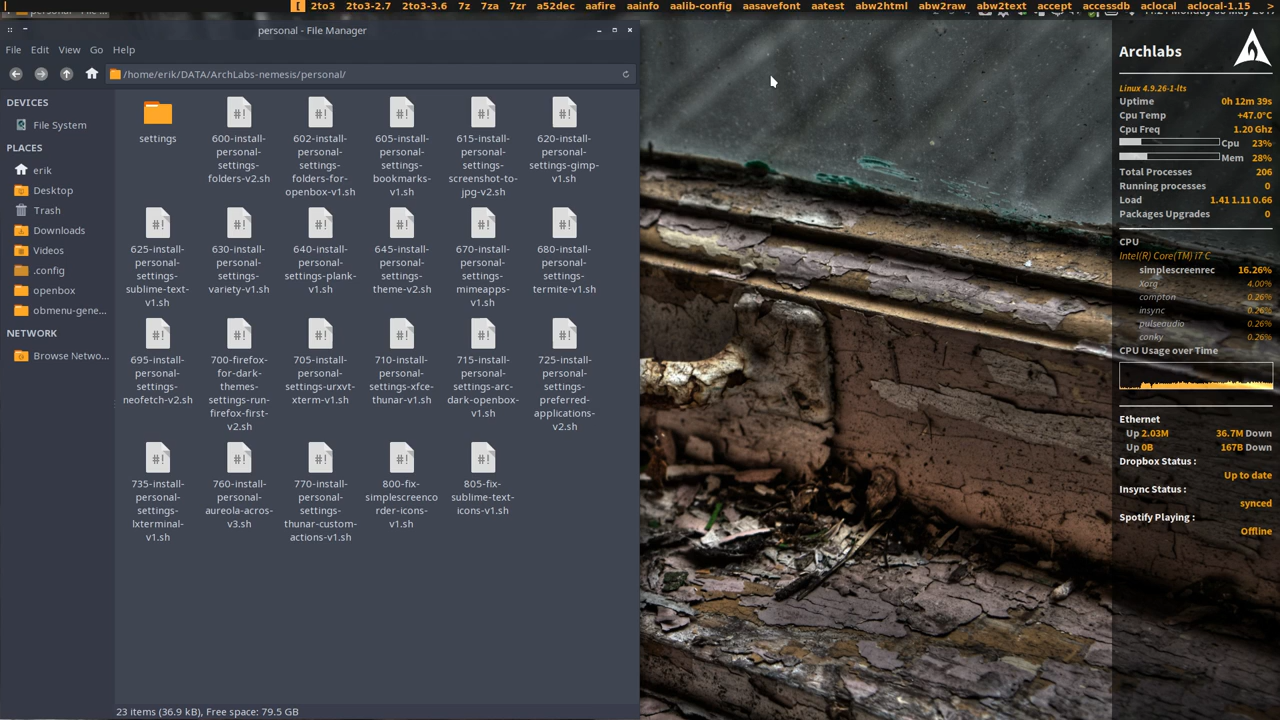 [ 2to3 2to3-2.7 2to3-3.6 7z 7za 7zr a52dec aafire aainfo aalib-config aasavefont aatest abw2html abw2raw abw2text accept accessdb aclocal aclocal-1.15 >
personal - File Manager
File Edit View Go Help
/home/erik/DATA/ArchLabs-nemesis/personal/
DEVICES
File System
PLACES
erik
Desktop
Trash
Downloads
Videos
.config
openbox
obmenu-gene...
NETWORK
Browse Netwo...
settings
600-install-
personal-
settings-
folders-v2.sh
602-install-
personal-
settings-
folders-for-
openbox-v1.sh
605-install-
personal-
settings-
bookmarks-
v1.sh
615-install-
personal-
settings-
screenshot-to-
jpg-v2.sh
620-install-
personal-
settings-gimp-
v1.sh
625-install-
personal-
settings-
sublime-text-
v1.sh
630-install-
personal-
settings-
variety-v1.sh
640-install-
personal-
settings-plank-
v1.sh
645-install-
personal-
settings-
theme-v2.sh
670-install-
personal-
settings-
mimeapps-
v1.sh
680-install-
personal-
settings-
termite-v1.sh
695-install-
personal-
settings-
neofetch-v2.sh
700-firefox-
for-dark-
themes-
settings-run-
firefox-first-
v2.sh
705-install-
personal-
settings-urxvt-
xterm-v1.sh
710-install-
personal-
settings-xfce-
thunar-v1.sh
715-install-
personal-
settings-arc-
dark-openbox-
v1.sh
725-install-
personal-
settings-
preferred-
applications-
v2.sh
735-install-
personal-
settings-
lxterminal-
v1.sh
760-install-
personal-
aureola-acros-
v3.sh
770-install-
personal-
settings-
thunar-custom-
actions-v1.sh
800-fix-
simplescreenreco
rder-icons-
v1.sh
805-fix-
sublime-text-
icons-v1.sh
23 items (36.9 kB), Free space: 79.5 GB
Archlabs
Linux 4.9.26-1-lts
Uptime 0h 12m 39s
Cpu Temp +47.0°C
Cpu Freq 1.20 Ghz
Cpu 23%
Mem 28%
Total Processes 206
Running processes 0
Load 1.41 1.11 0.66
Packages Upgrades 0
CPU
Intel(R) Core(TM) i7 C
simplescreenrec 16.26%
Xorg 4.00%
compton 0.26%
insync 0.26%
pulseaudio 0.26%
conky 0.26%
CPU Usage over Time
Ethernet
Up 2.03M 36.7M Down
Up 0B 167B Down
Dropbox Status :
Up to date
Insync Status :
synced
Spotify Playing :
Offline